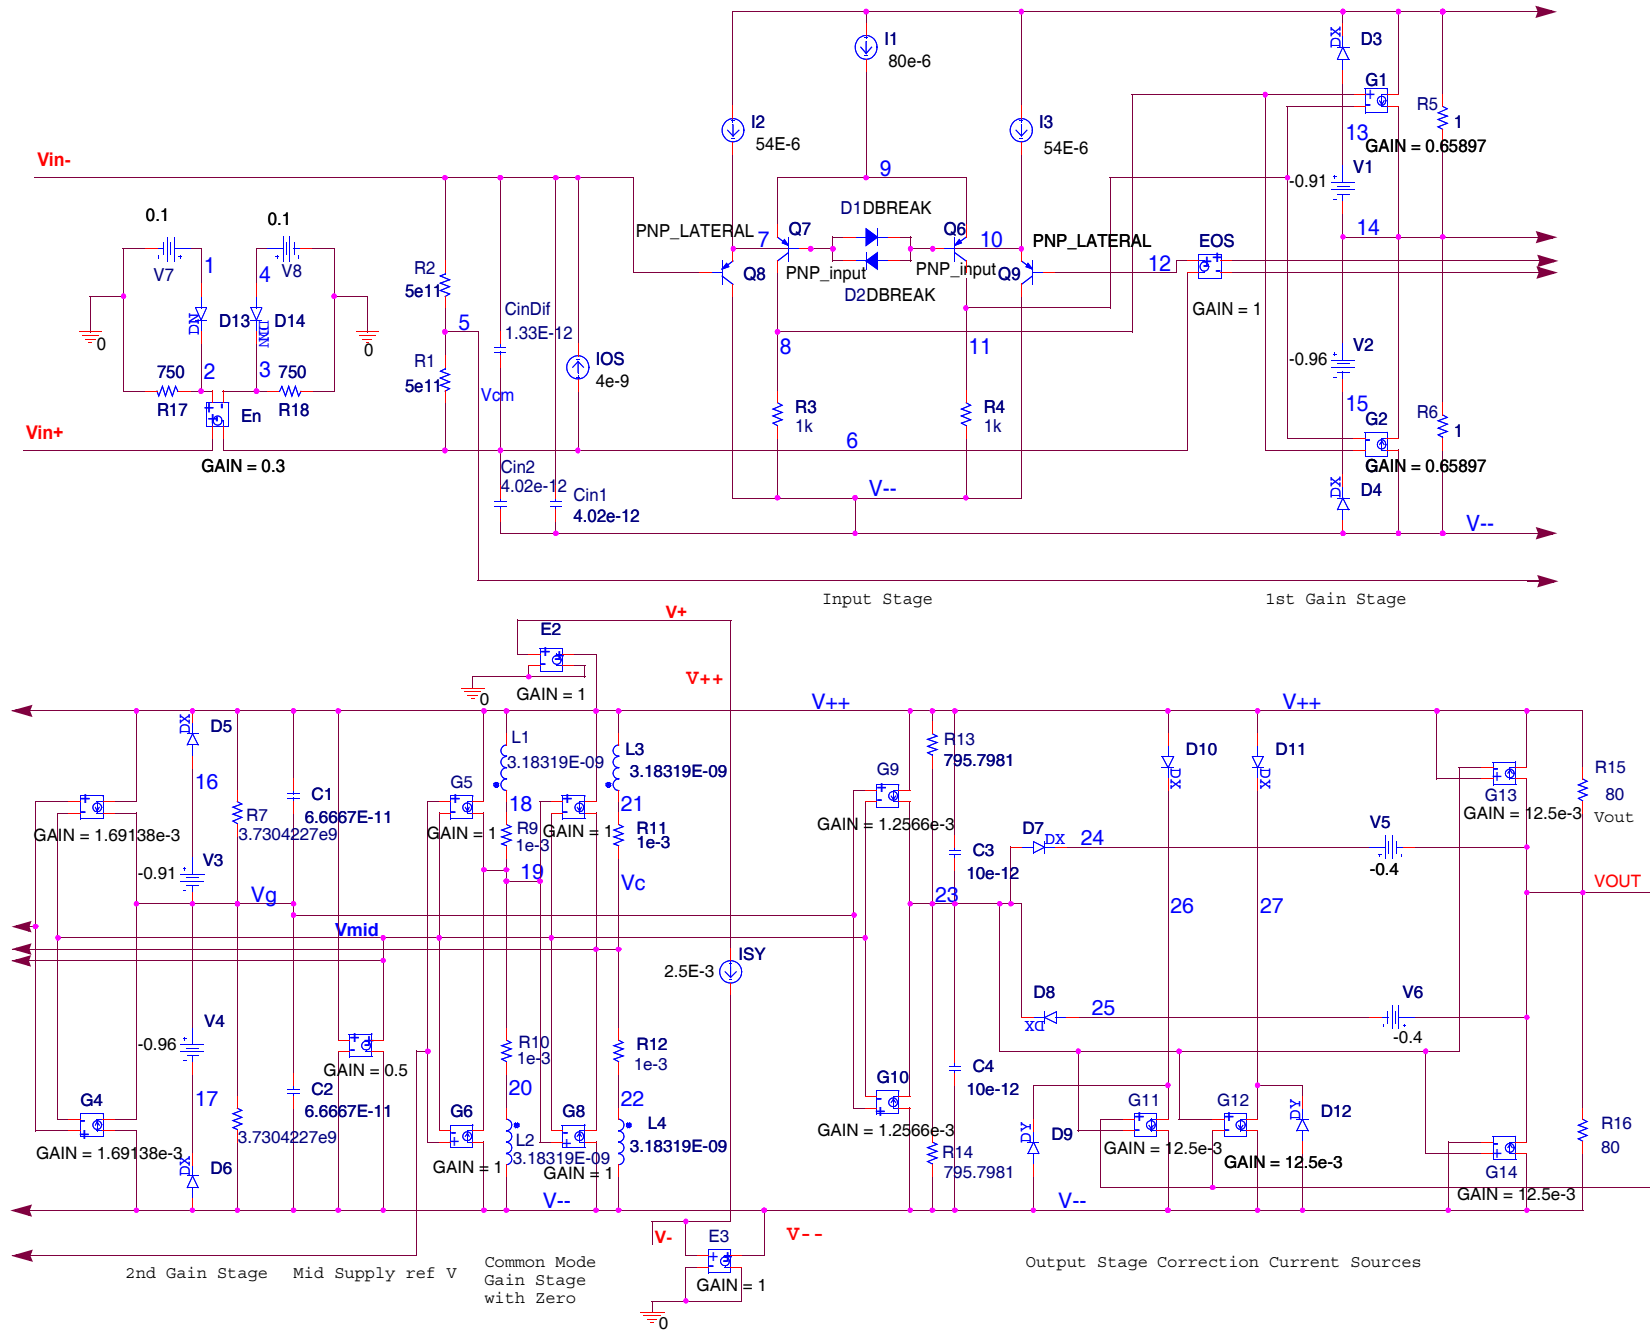 I1
80e-6
D3
DX
G1
R5
1
13
GAIN = 0.65897
I2
54E-6
I3
54E-6
Vin-
9
V1
-0.91
0.1
0.1
D1DBREAK
PNP_LATERAL
7
Q7
Q6
10
PNP_LATERAL
EOS
14
V7
1
4
V8
R2
5e11
Q8
PNP_input
PNP_input
Q9
12
D2DBREAK
GAIN = 1
DN
D13
D14
DN
CinDif
1.33E-12
5
0
0
8
11
V2
-0.96
750
2
3
750
R1
5e11
IOS
4e-9
R17
En
R18
Vcm
R3
1k
R4
1k
15
G2
R6
1
Vin+
6
GAIN = 0.3
Cin2
4.02e-12
GAIN = 0.65897
Cin1
4.02e-12
V--
DX
D4
V--
Input Stage
1st Gain Stage
V+
E2
V++
0
GAIN = 1
V++
V++
DX
D5
L1
3.18319E-09
L3
3.18319E-09
R13
795.7981
D10
DX
D11
DX
16
G5
18
21
G9
G13
R15
80
Vout
C1
6.6667E-11
R7
3.7304227e9
GAIN = 1.69138e-3
GAIN = 1
R9
1e-3
GAIN = 1
R11
1e-3
GAIN = 1.2566e-3
GAIN = 12.5e-3
D7
DX
24
V5
-0.4
C3
10e-12
V3
-0.91
19
Vc
Vg
23
26
27
VOUT
Vmid
ISY
2.5E-3
D8
DX
25
V6
-0.4
V4
-0.96
R10
1e-3
R12
1e-3
GAIN = 0.5
C4
10e-12
17
C2
6.6667E-11
20
22
G10
G11
G12
D12
DY
G4
3.7304227e9
G6
L2
3.18319E-09
G8
L4
3.18319E-09
GAIN = 1.2566e-3
DY
D9
R16
80
GAIN = 1.69138e-3
GAIN = 1
GAIN = 1
R14
795.7981
GAIN = 12.5e-3
GAIN = 12.5e-3
G14
DX
D6
GAIN = 12.5e-3
V--
V--
V-
E3
V--
2nd Gain Stage
Mid Supply ref V
Common Mode
Gain Stage
with Zero
GAIN = 1
0
Output Stage
Correction Current Sources